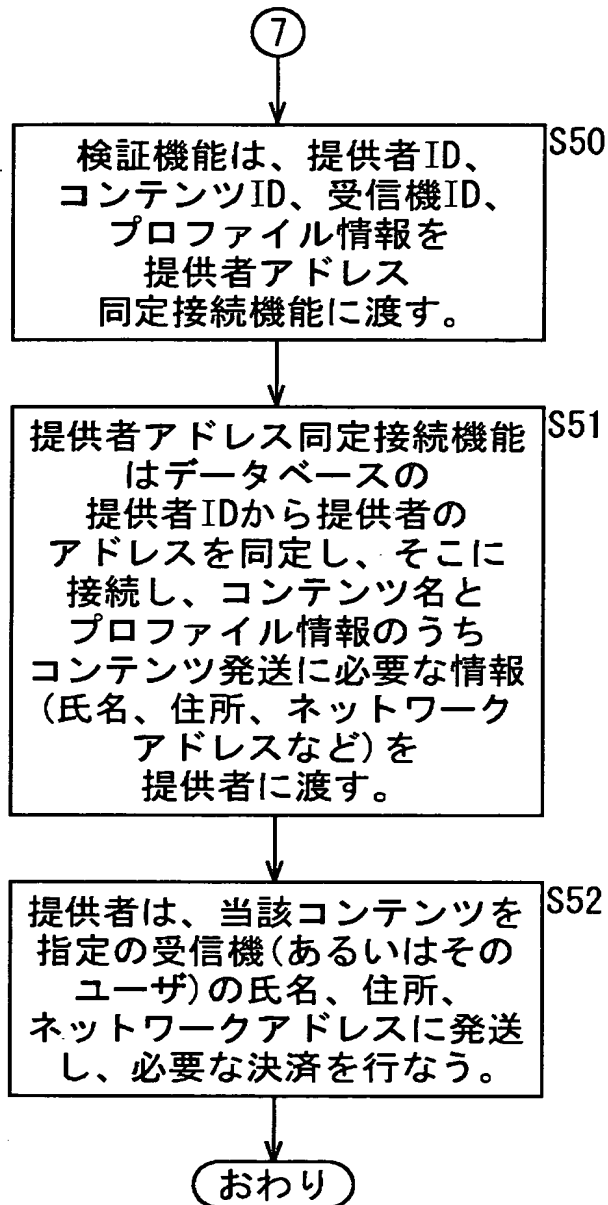 7
S50
検証機能は、提供者ID、
コンテンツID、受信機ID、
プロファイル情報を
提供者アドレス
同定接続機能に渡す。
S51
提供者アドレス同定接続機能
はデータベースの
提供者IDから提供者の
アドレスを同定し、そこに
接続し、コンテンツ名と
プロファイル情報のうち
コンテンツ発送に必要な情報
(氏名、住所、ネットワーク
アドレスなど)を
提供者に渡す。
S52
提供者は、当該コンテンツを
指定の受信機(あるいはその
ユーザ)の氏名、住所、
ネットワークアドレスに発送
し、必要な決済を行なう。
おわり